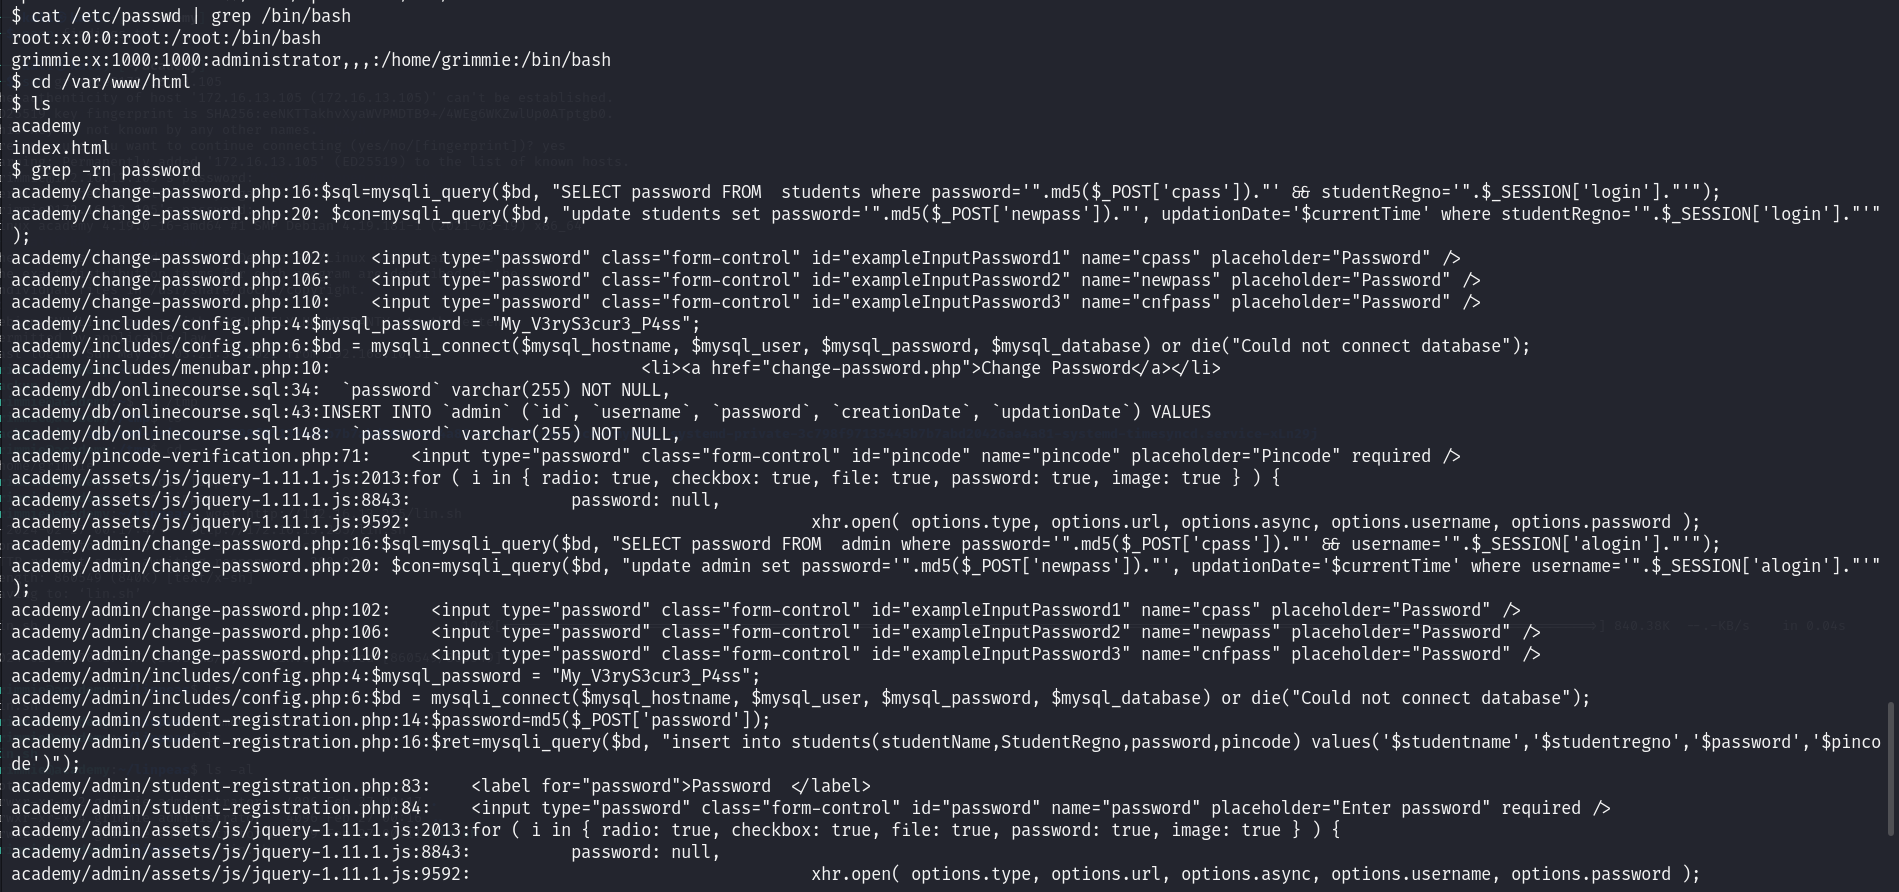 $ cat /etc/passwd | grep /bin/bash
root:x:0:0:root:/root:/bin/bash
grimmie:x:1000:1000:administrator,,,:/home/grimmie:/bin/bash
$ cd /var/www/html
$ ls
academy
index.html
$ grep -rn password
academy/change-password.php:16:$sql=mysqli_query($bd, "SELECT password FROM  students where password='".md5($_POST['cpass'])."' && studentRegno='".$_SESSION['login']."'");
academy/change-password.php:20: $con=mysqli_query($bd, "update students set password='".md5($_POST['newpass'])."', updationDate='$currentTime' where studentRegno='".$_SESSION['login']."'"
);
academy/change-password.php:102:    <input type="password" class="form-control" id="exampleInputPassword1" name="cpass" placeholder="Password" />
academy/change-password.php:106:    <input type="password" class="form-control" id="exampleInputPassword2" name="newpass" placeholder="Password" />
academy/change-password.php:110:    <input type="password" class="form-control" id="exampleInputPassword3" name="cnfpass" placeholder="Password" />
academy/includes/config.php:4:$mysql_password = "My_V3ryS3cur3_P4ss";
academy/includes/config.php:6:$bd = mysqli_connect($mysql_hostname, $mysql_user, $mysql_password, $mysql_database) or die("Could not connect database");
academy/includes/menubar.php:10:                       <li><a href="change-password.php">Change Password</a></li>
academy/db/onlinecourse.sql:34:  `password` varchar(255) NOT NULL,
academy/db/onlinecourse.sql:43:INSERT INTO `admin` (`id`, `username`, `password`, `creationDate`, `updationDate`) VALUES
academy/db/onlinecourse.sql:148:  `password` varchar(255) NOT NULL,
academy/pincode-verification.php:71:    <input type="password" class="form-control" id="pincode" name="pincode" placeholder="Pincode" required />
academy/assets/js/jquery-1.11.1.js:2013:for ( i in { radio: true, checkbox: true, file: true, password: true, image: true } ) {
academy/assets/js/jquery-1.11.1.js:8843:                password: null,
academy/assets/js/jquery-1.11.1.js:9592:                                        xhr.open( options.type, options.url, options.async, options.username, options.password );
academy/admin/change-password.php:16:$sql=mysqli_query($bd, "SELECT password FROM  admin where password='".md5($_POST['cpass'])."' && username='".$_SESSION['alogin']."'");
academy/admin/change-password.php:20: $con=mysqli_query($bd, "update admin set password='".md5($_POST['newpass'])."', updationDate='$currentTime' where username='".$_SESSION['alogin']."'"
);
academy/admin/change-password.php:102:    <input type="password" class="form-control" id="exampleInputPassword1" name="cpass" placeholder="Password" />
academy/admin/change-password.php:106:    <input type="password" class="form-control" id="exampleInputPassword2" name="newpass" placeholder="Password" />
academy/admin/change-password.php:110:    <input type="password" class="form-control" id="exampleInputPassword3" name="cnfpass" placeholder="Password" />
academy/admin/includes/config.php:4:$mysql_password = "My_V3ryS3cur3_P4ss";
academy/admin/includes/config.php:6:$bd = mysqli_connect($mysql_hostname, $mysql_user, $mysql_password, $mysql_database) or die("Could not connect database");
academy/admin/student-registration.php:14:$password=md5($_POST['password']);
academy/admin/student-registration.php:16:$ret=mysqli_query($bd, "insert into students(studentName,StudentRegno,password,pincode) values('$studentname','$studentregno','$password','$pinco
de')");
academy/admin/student-registration.php:83:    <label for="password">Password  </label>
academy/admin/student-registration.php:84:    <input type="password" class="form-control" id="password" name="password" placeholder="Enter password" required />
academy/admin/assets/js/jquery-1.11.1.js:2013:for ( i in { radio: true, checkbox: true, file: true, password: true, image: true } ) {
academy/admin/assets/js/jquery-1.11.1.js:8843:          password: null,
academy/admin/assets/js/jquery-1.11.1.js:9592:                                  xhr.open( options.type, options.url, options.async, options.username, options.password );